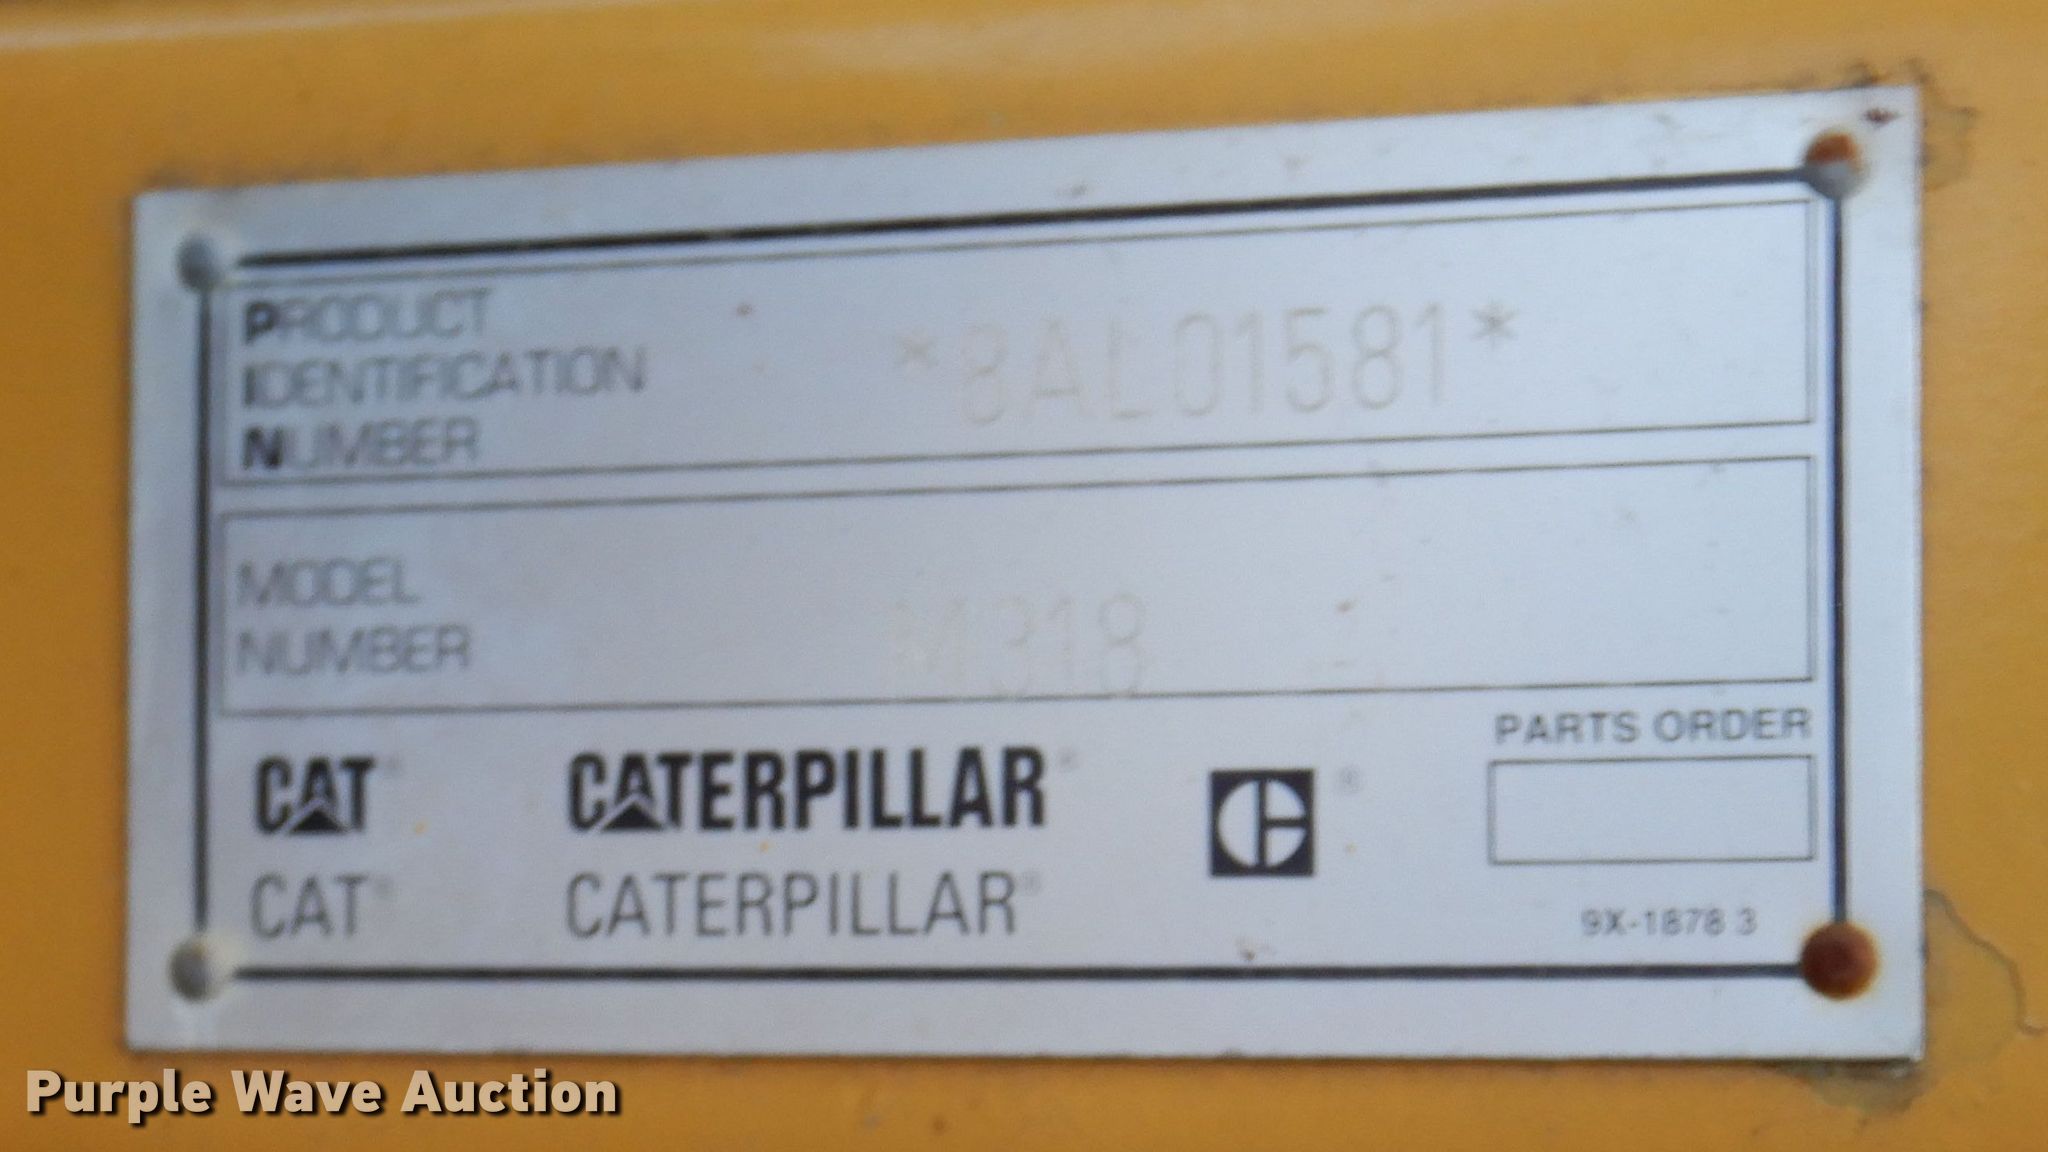 PRODUCT
IDENTIFICATION
NUMBER
*8AL01581*
MODEL
NUMBER
M318
CAT®
CATERPILLAR®
®
PARTS ORDER
CAT®
CATERPILLAR®
9X-1878 3
Purple Wave Auction